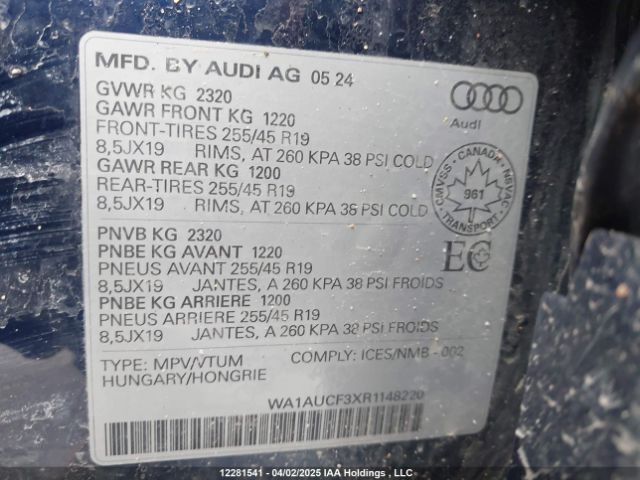 MFD. BY AUDI AG 05 24
GVWR KG 2320
GAWR FRONT KG 1220
FRONT-TIRES 255/45 R19
8,5JX19 RIMS, AT 260 KPA 38 PSI COLD
GAWR REAR KG 1200
REAR-TIRES 255/45 R19
8,5JX19 RIMS, AT 260 KPA 38 PSI COLD
Audi
CMVSS - CANADA - NSVAC
961
TRANSPORT
EC
PNVB KG 2320
PNBE KG AVANT 1220
PNEUS AVANT 255/45 R19
8,5JX19 JANTES, A 260 KPA 38 PSI FROIDS
PNBE KG ARRIERE 1200
PNEUS ARRIERE 255/45 R19
8,5JX19 JANTES, A 260 KPA 38 PSI FROIDS
TYPE: MPV/VTUM COMPLY: ICES/NMB - 002
HUNGARY/HONGRIE
WA1AUCF3XR1148220
12281541 - 04/02/2025 IAA Holdings , LLC